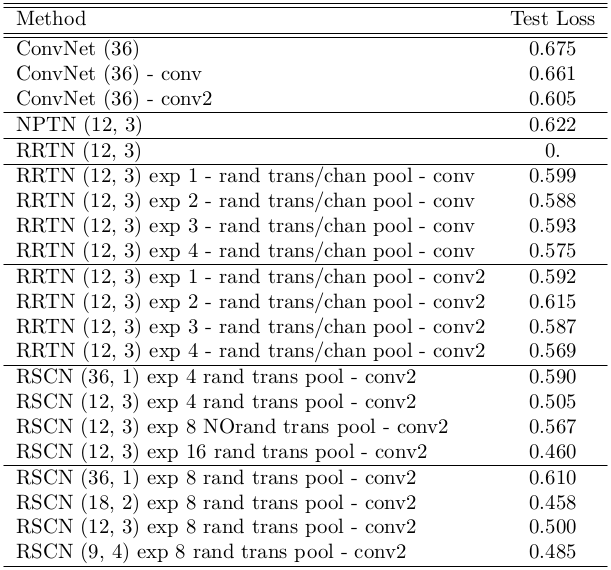 Method Test Loss
ConvNet (36) 0.675
ConvNet (36) - conv 0.661
ConvNet (36) - conv2 0.605
NPTN (12, 3) 0.622
RRTN (12, 3) 0.
RRTN (12, 3) exp 1 - rand trans/chan pool - conv 0.599
RRTN (12, 3) exp 2 - rand trans/chan pool - conv 0.588
RRTN (12, 3) exp 3 - rand trans/chan pool - conv 0.593
RRTN (12, 3) exp 4 - rand trans/chan pool - conv 0.575
RRTN (12, 3) exp 1 - rand trans/chan pool - conv2 0.592
RRTN (12, 3) exp 2 - rand trans/chan pool - conv2 0.615
RRTN (12, 3) exp 3 - rand trans/chan pool - conv2 0.587
RRTN (12, 3) exp 4 - rand trans/chan pool - conv2 0.569
RSCN (36, 1) exp 4 rand trans pool - conv2 0.590
RSCN (12, 3) exp 4 rand trans pool - conv2 0.505
RSCN (12, 3) exp 8 NOrand trans pool - conv2 0.567
RSCN (12, 3) exp 16 rand trans pool - conv2 0.460
RSCN (36, 1) exp 8 rand trans pool - conv2 0.610
RSCN (18, 2) exp 8 rand trans pool - conv2 0.458
RSCN (12, 3) exp 8 rand trans pool - conv2 0.500
RSCN (9, 4) exp 8 rand trans pool - conv2 0.485